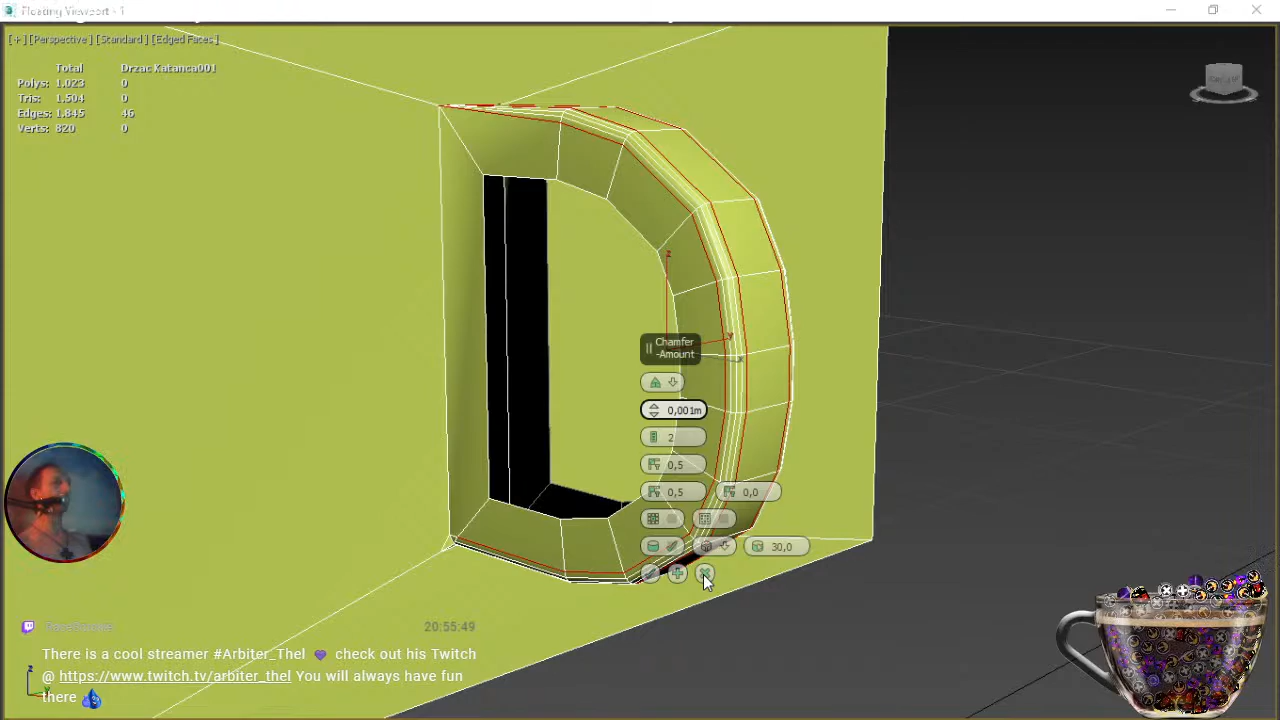 Floating Viewport - 1
[ + ] [Perspective ] [Standard ] [Edged Faces ]
Total Drzac Katanca001
Polys: 1.023 0
Tris: 1.504 0
Edges: 1.845 46
Verts: 820 0
Chamfer
-Amount
0,001m
2
0,5
0,5 0,0
30,0
20:55:49
There is a cool streamer #Arbiter_Thel 💜 check out his Twitch
@ https://www.twitch.tv/arbiter_thel You will always have fun
there
z
y
z